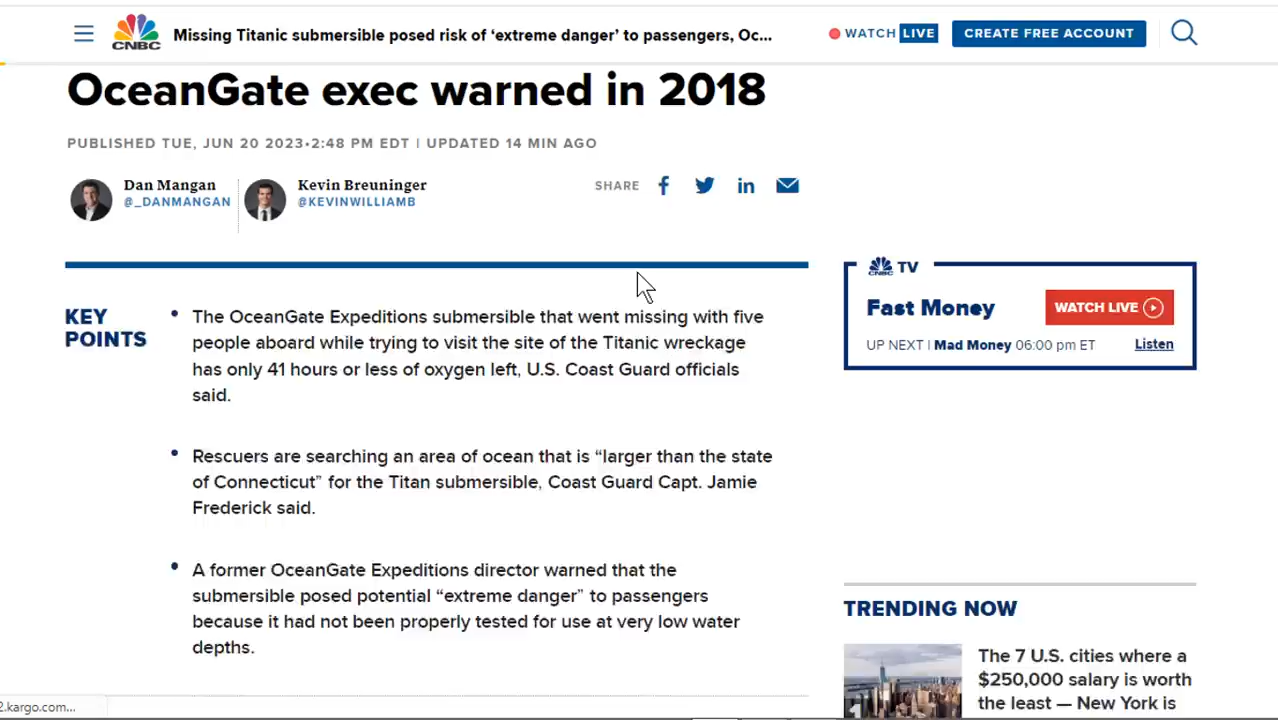 CNBC
Missing Titanic submersible posed risk of ‘extreme danger’ to passengers, Oc...
WATCH LIVE
CREATE FREE ACCOUNT
OceanGate exec warned in 2018
PUBLISHED TUE, JUN 20 2023•2:48 PM EDT | UPDATED 14 MIN AGO
Dan Mangan
@_DANMANGAN
Kevin Breuninger
@KEVINWILLIAMB
SHARE
KEY
POINTS
• The OceanGate Expeditions submersible that went missing with five
people aboard while trying to visit the site of the Titanic wreckage
has only 41 hours or less of oxygen left, U.S. Coast Guard officials
said.
• Rescuers are searching an area of ocean that is “larger than the state
of Connecticut” for the Titan submersible, Coast Guard Capt. Jamie
Frederick said.
• A former OceanGate Expeditions director warned that the
submersible posed potential “extreme danger” to passengers
because it had not been properly tested for use at very low water
depths.
CNBC TV
Fast Money
WATCH LIVE
UP NEXT | Mad Money 06:00 pm ET
Listen
TRENDING NOW
1
The 7 U.S. cities where a
$250,000 salary is worth
the least — New York is
2.kargo.com...